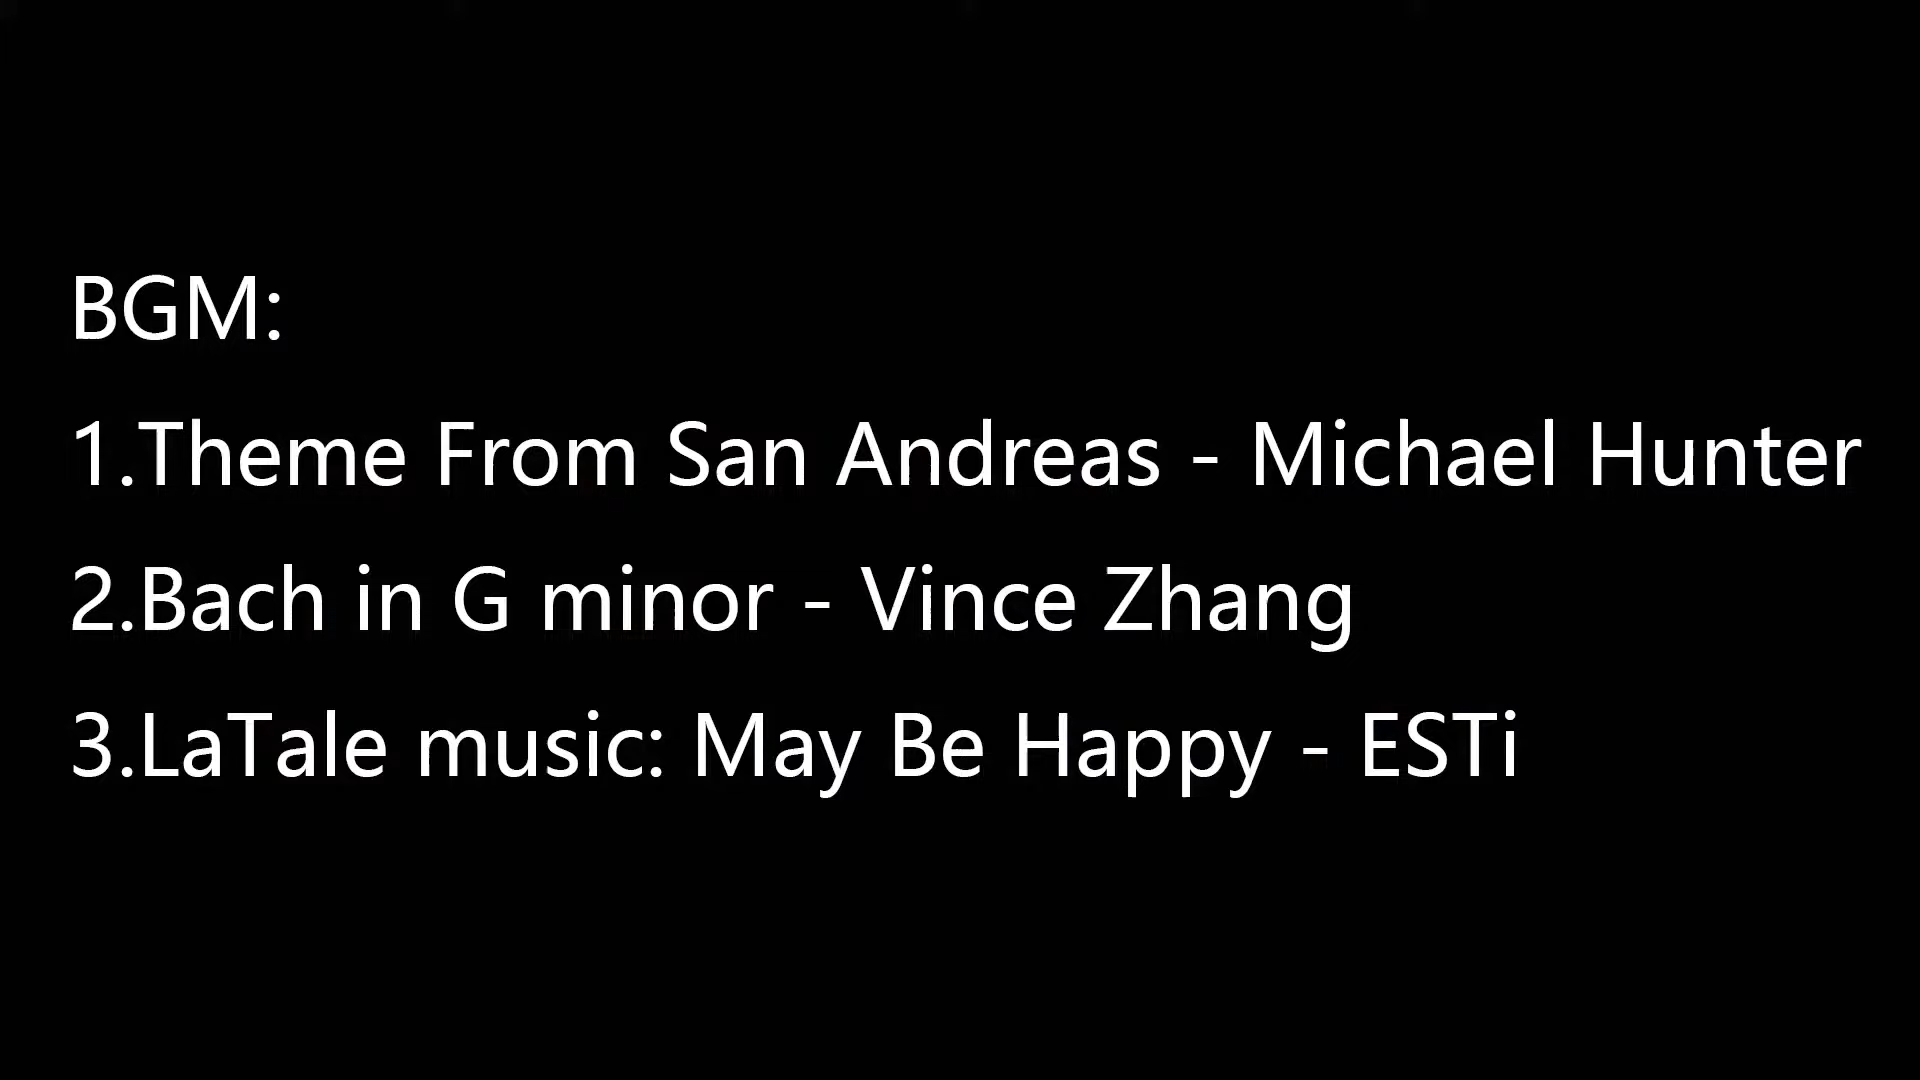 BGM:
1.Theme From San Andreas - Michael Hunter
2.Bach in G minor - Vince Zhang
3.LaTale music: May Be Happy - ESTi